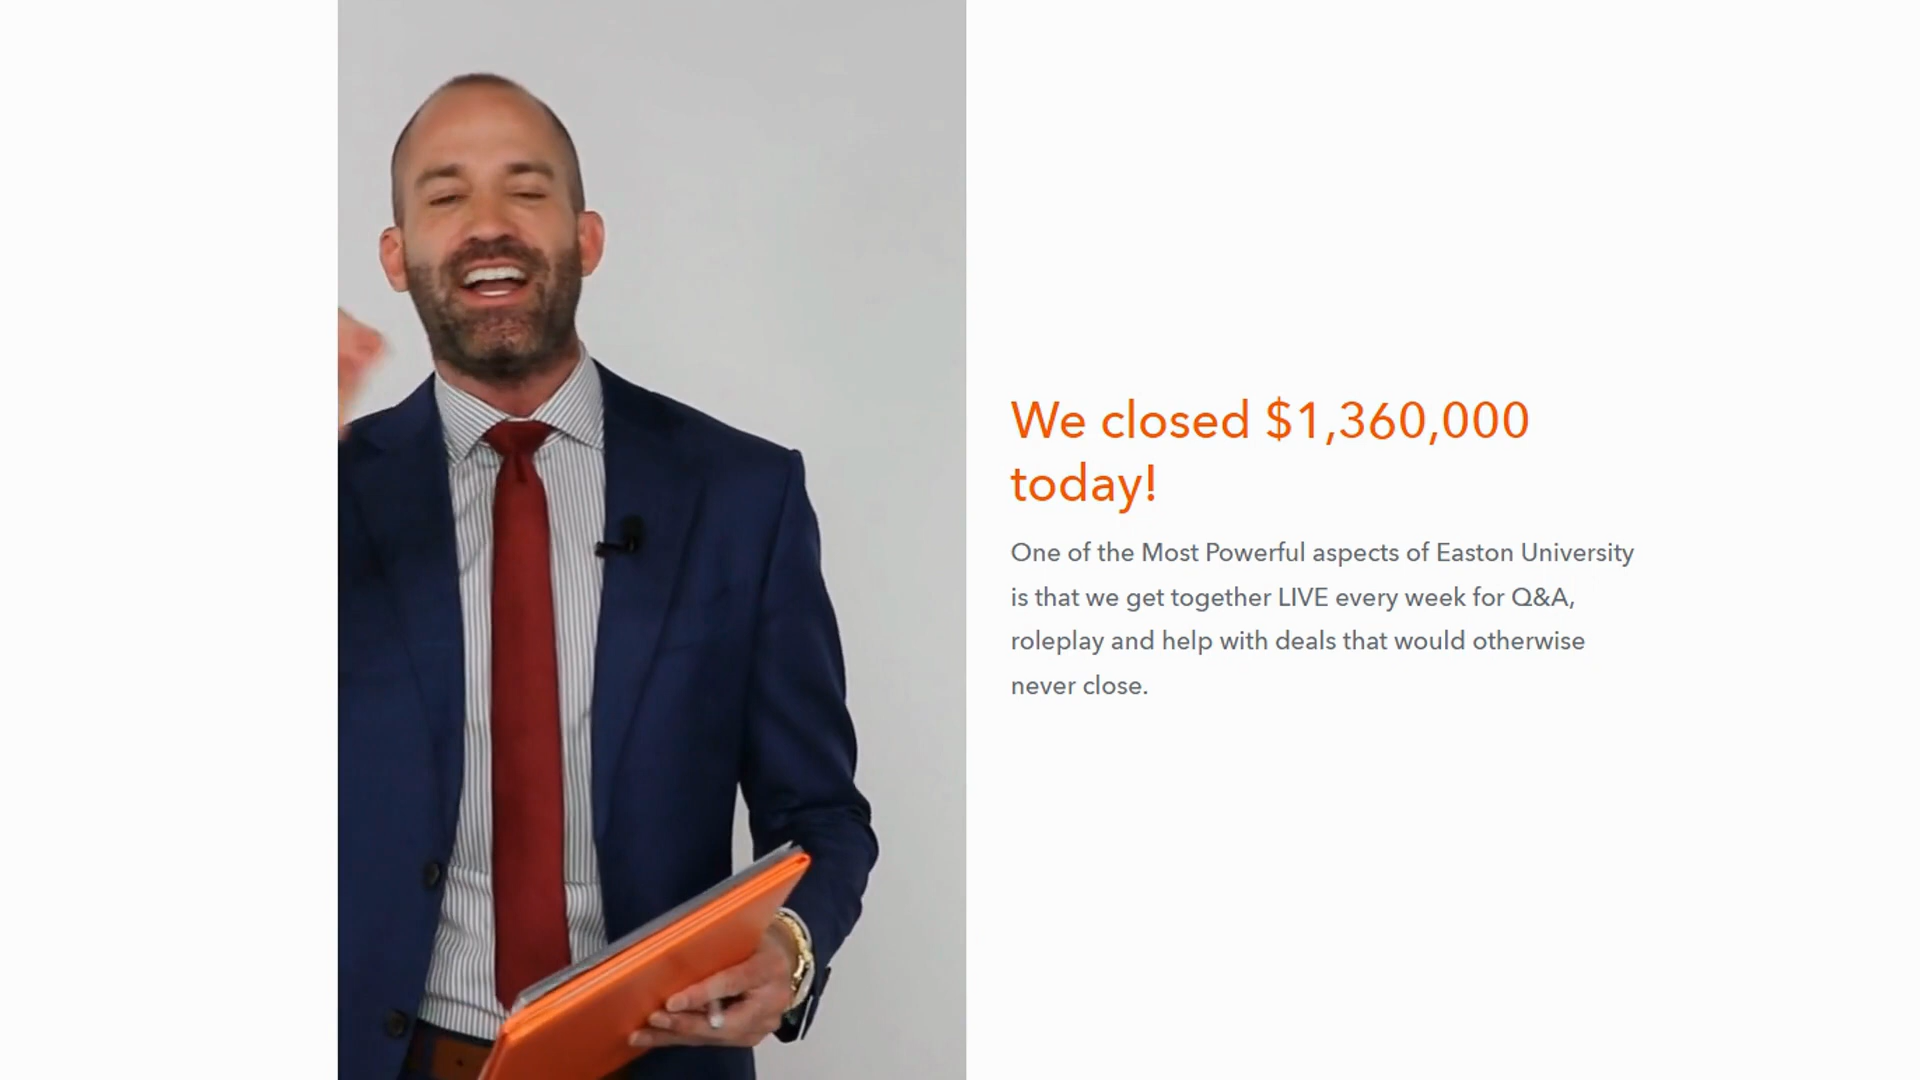 We closed $1,360,000
today!
One of the Most Powerful aspects of Easton University
is that we get together LIVE every week for Q&A,
roleplay and help with deals that would otherwise
never close.